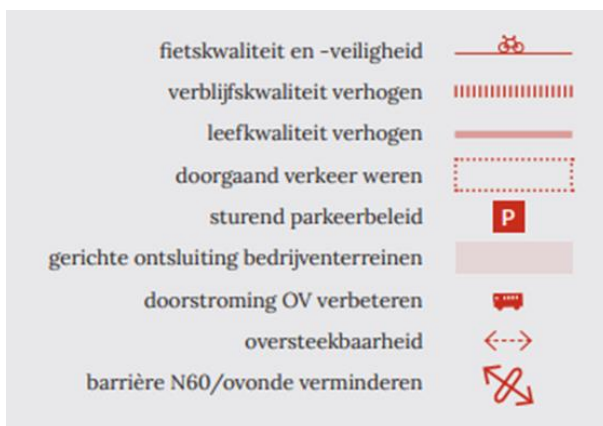 fietskwaliteit en -veiligheid
verblijfskwaliteit verhogen
leefkwaliteit verhogen
doorgaand verkeer weren
sturend parkeerbeleid P
gerichte ontsluiting bedrijventerreinen
doorstroming OV verbeteren
oversteekbaarheid
barrière N60/ovonde verminderen